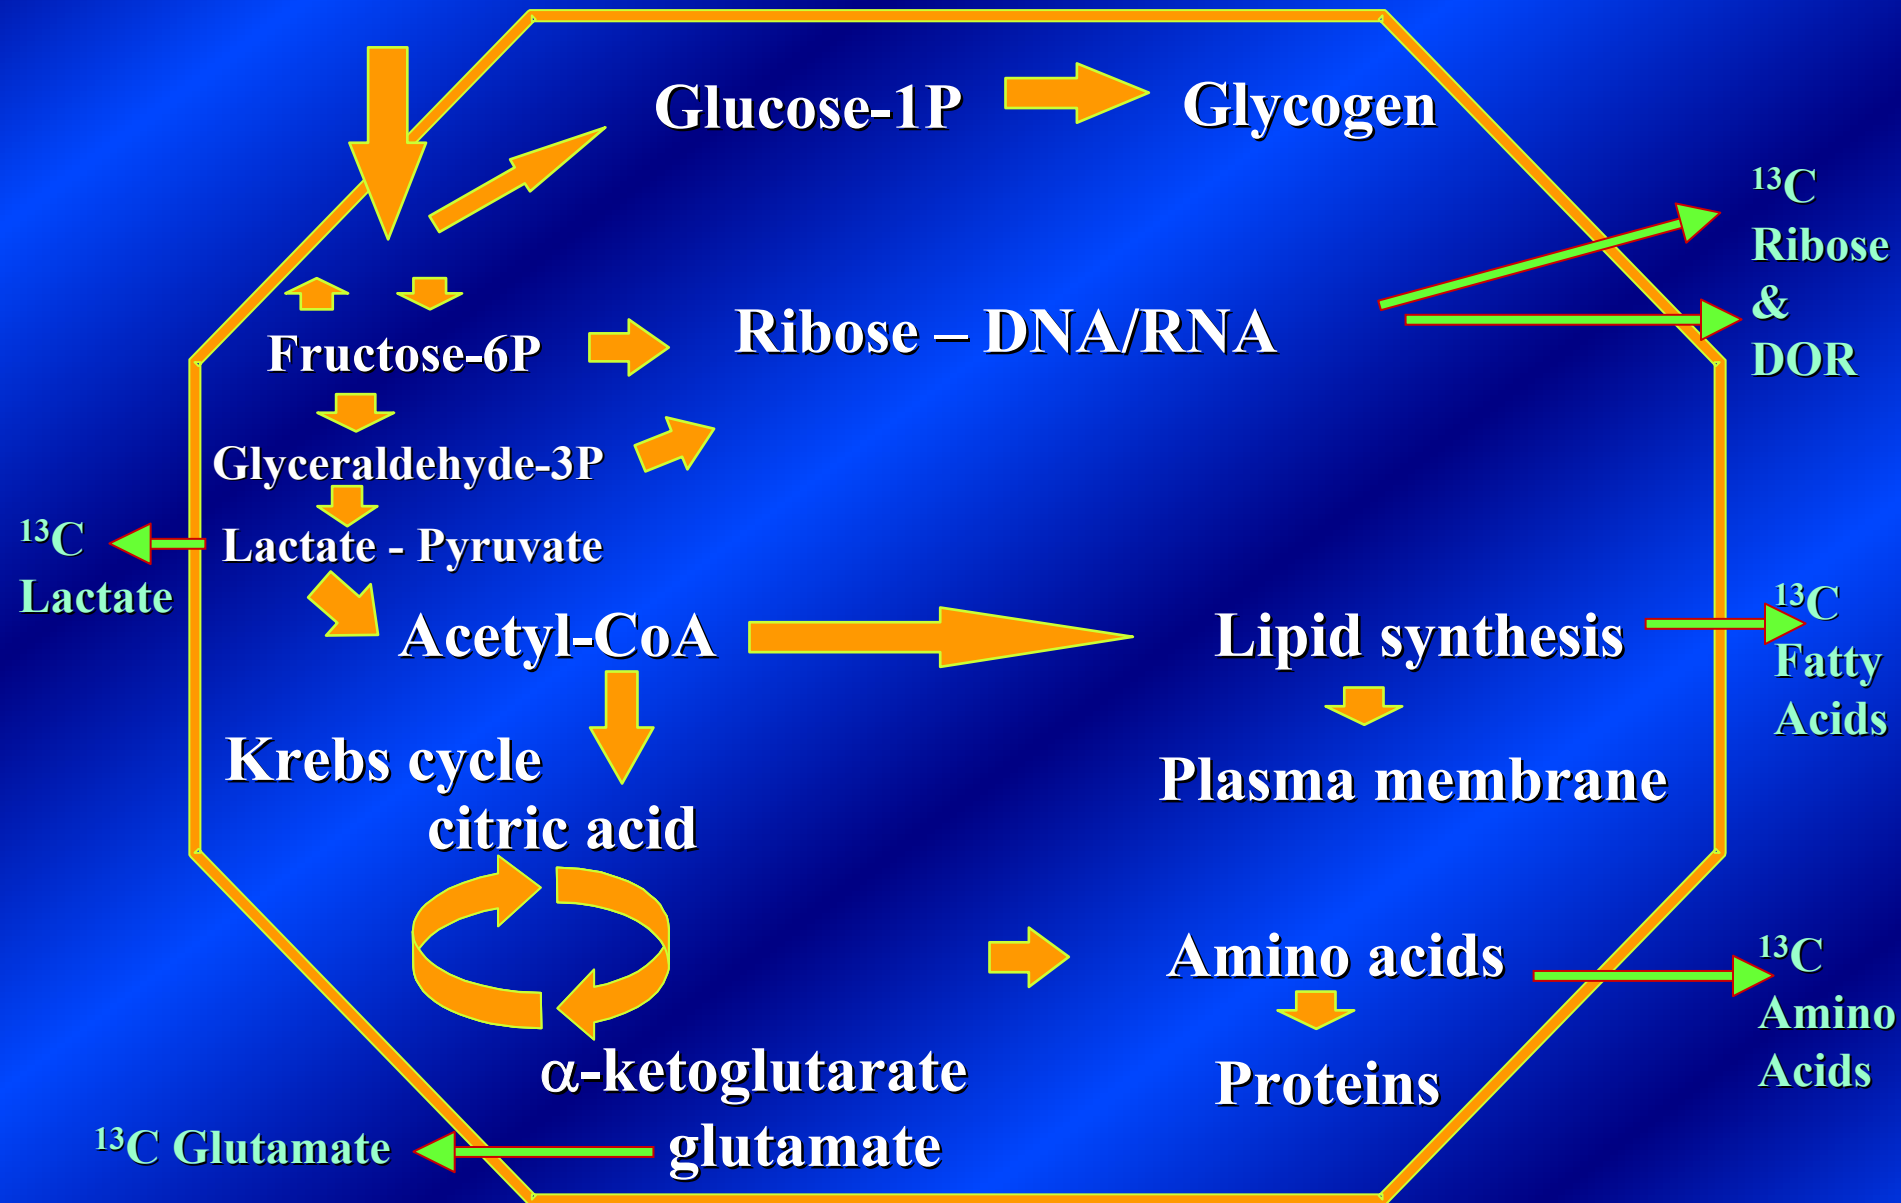 Glucose-1P
Glycogen
¹³C
Ribose
&
DOR
Ribose – DNA/RNA
Fructose-6P
Glyceraldehyde-3P
Lactate - Pyruvate
¹³C
Lactate
Acetyl-CoA
Lipid synthesis
¹³C
Fatty
Acids
Plasma membrane
Krebs cycle
citric acid
Amino acids
¹³C
Amino
Acids
α-ketoglutarate
Proteins
glutamate
¹³C Glutamate